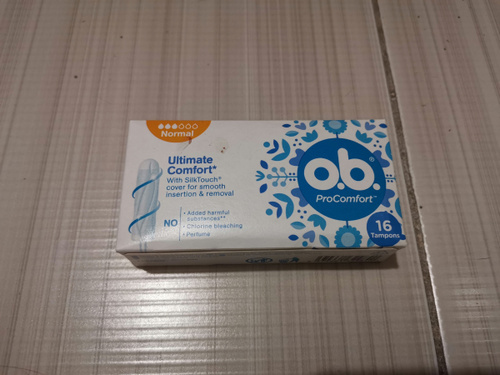 Normal
Ultimate
Comfort*
With SilkTouch®
cover for smooth
insertion & removal
NO
• Added harmful
substances**
• Chlorine bleaching
• Perfume
o.b.®
ProComfort™
16
Tampons
o.b.